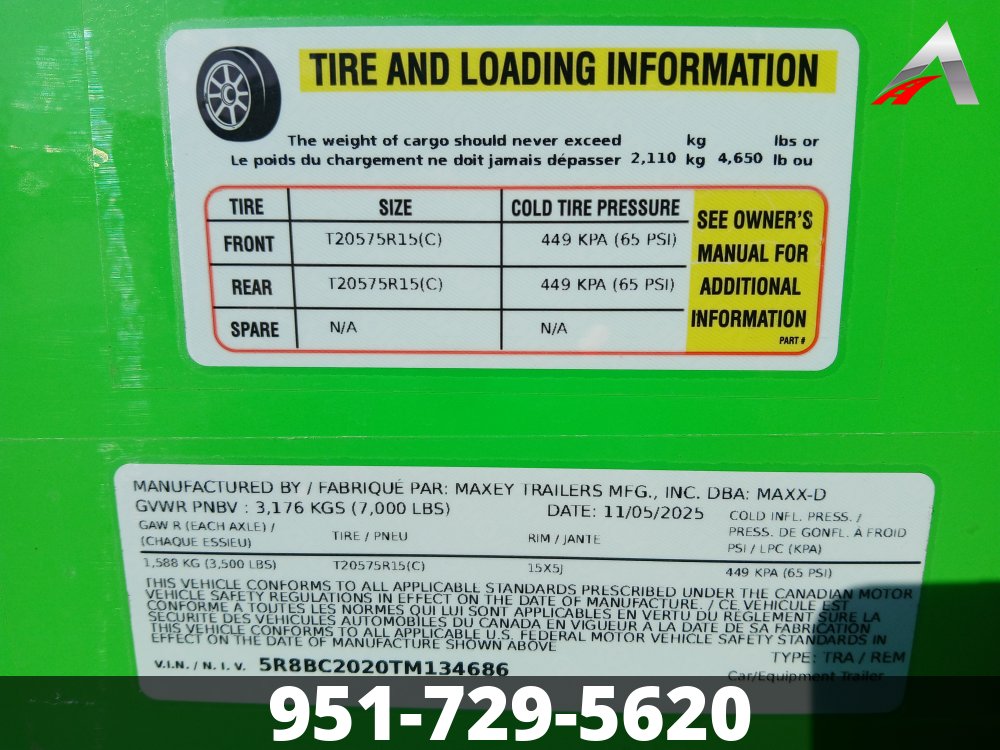 TIRE AND LOADING INFORMATION
The weight of cargo should never exceed kg lbs or
Le poids du chargement ne doit jamais dépasser 2,110 kg 4,650 lb ou
TIRE SIZE COLD TIRE PRESSURE
FRONT T20575R15(C) 449 KPA (65 PSI)
REAR T20575R15(C) 449 KPA (65 PSI)
SPARE N/A N/A
SEE OWNER'S
MANUAL FOR
ADDITIONAL
INFORMATION
PART #
MANUFACTURED BY / FABRIQUÉ PAR: MAXEY TRAILERS MFG., INC. DBA: MAXX-D
GVWR PNBV : 3,176 KGS (7,000 LBS) DATE: 11/05/2025
GAW R (EACH AXLE) /
(CHAQUE ESSIEU)
TIRE / PNEU
RIM / JANTE
COLD INFL. PRESS. /
PRESS. DE GONFL. À FROID
PSI / LPC (KPA)
1,588 KG (3,500 LBS) T20575R15(C) 15X5J 449 KPA (65 PSI)
THIS VEHICLE CONFORMS TO ALL APPLICABLE STANDARDS PRESCRIBED UNDER THE CANADIAN MOTOR
VEHICLE SAFETY REGULATIONS IN EFFECT ON THE DATE OF MANUFACTURE. / CE VEHICULE EST
CONFORME A TOUTES LES NORMES QUI LUI SONT APPLICABLES EN VERTU DU REGLEMENT SURE LA
SECURITE DES VEHICULES AUTOMOBILES DU CANADA EN VIGUEUR A LA DATE DE SA FABRICATION
THIS VEHICLE CONFORMS TO ALL APPLICABLE U.S. FEDERAL MOTOR VEHICLE SAFETY STANDARDS IN
EFFECT ON THE DATE OF MANUFACTURE SHOWN ABOVE
V.I.N. / N. I. V. 5R8BC2020TM134686
TYPE: TRA / REM
Car/Equipment Trailer
951-729-5620